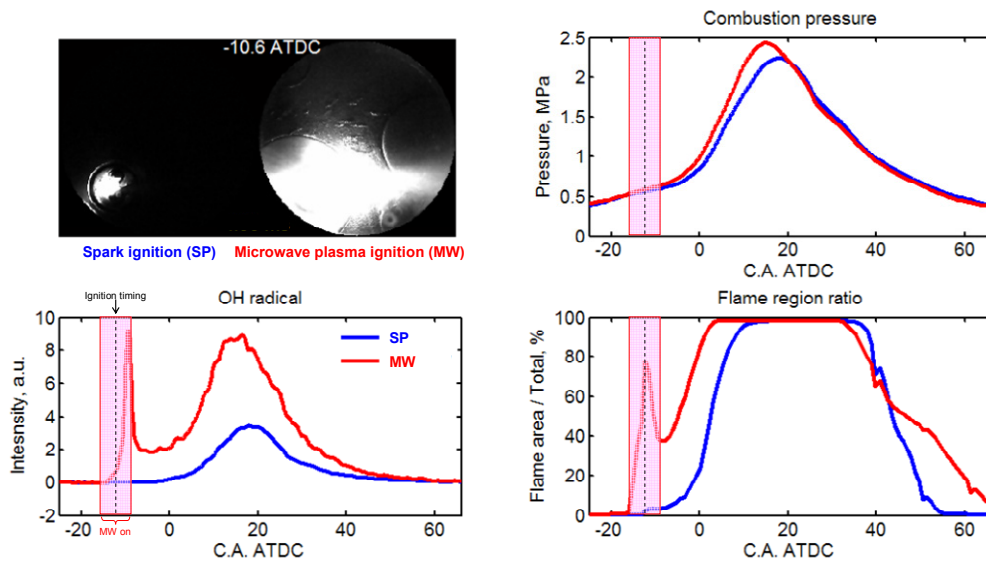 -10.6 ATDC
Spark ignition (SP)
Microwave plasma ignition (MW)
Combustion pressure
2.5
2
1.5
1
0.5
0
Pressure, MPa
-20
0
20
40
60
C.A. ATDC
Ignition timing
OH radical
10
8
6
4
2
0
-2
Intesnsity, a.u.
SP
MW
MW on
-20
0
20
40
60
C.A. ATDC
Flame region ratio
100
80
60
40
20
0
Flame area / Total, %
-20
0
20
40
60
C.A. ATDC